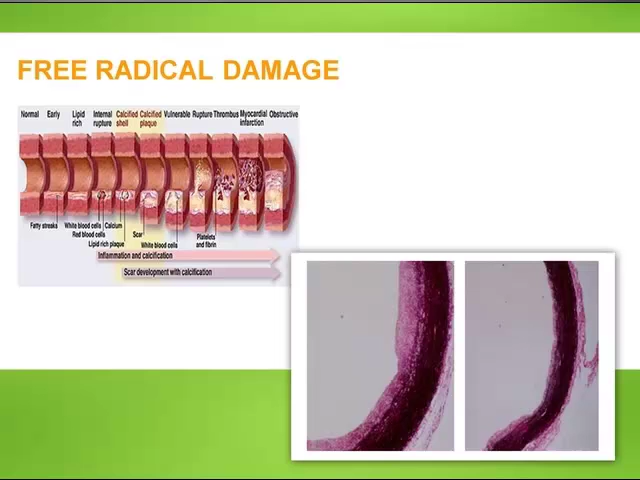 FREE RADICAL DAMAGE
Normal Early Lipid rich Internal rupture Calcified shell Calcified plaque Vulnerable Rupture Thrombus Myocardial infarction Obstructive
Fatty streaks White blood cells Calcium Scar
Red blood cells Platelets and fibrin
Lipid rich plaque White blood cells
Inflammation and calcification
Scar development with calcification